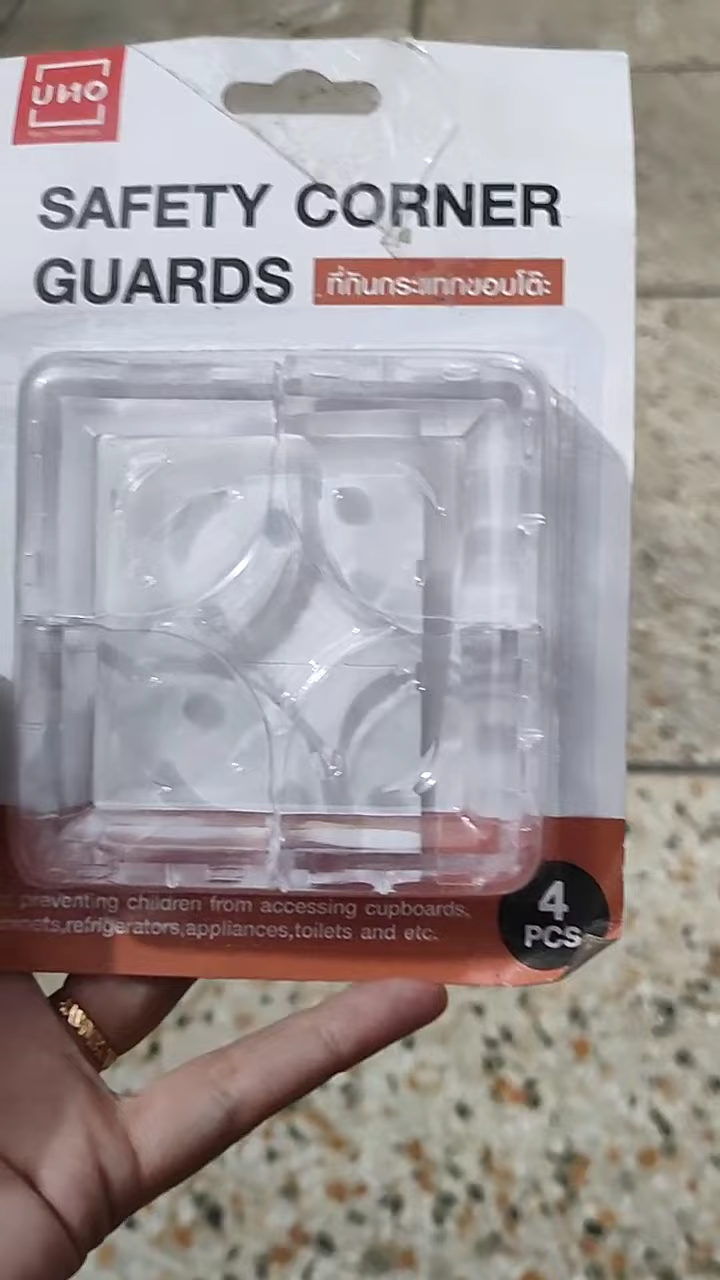 UHO
SAFETY CORNER
GUARDS
ที่กันกระแทกขอบโต๊ะ
preventing children from accessing cupboards,
refrigerators,appliances,toilets and etc.
4
PCS